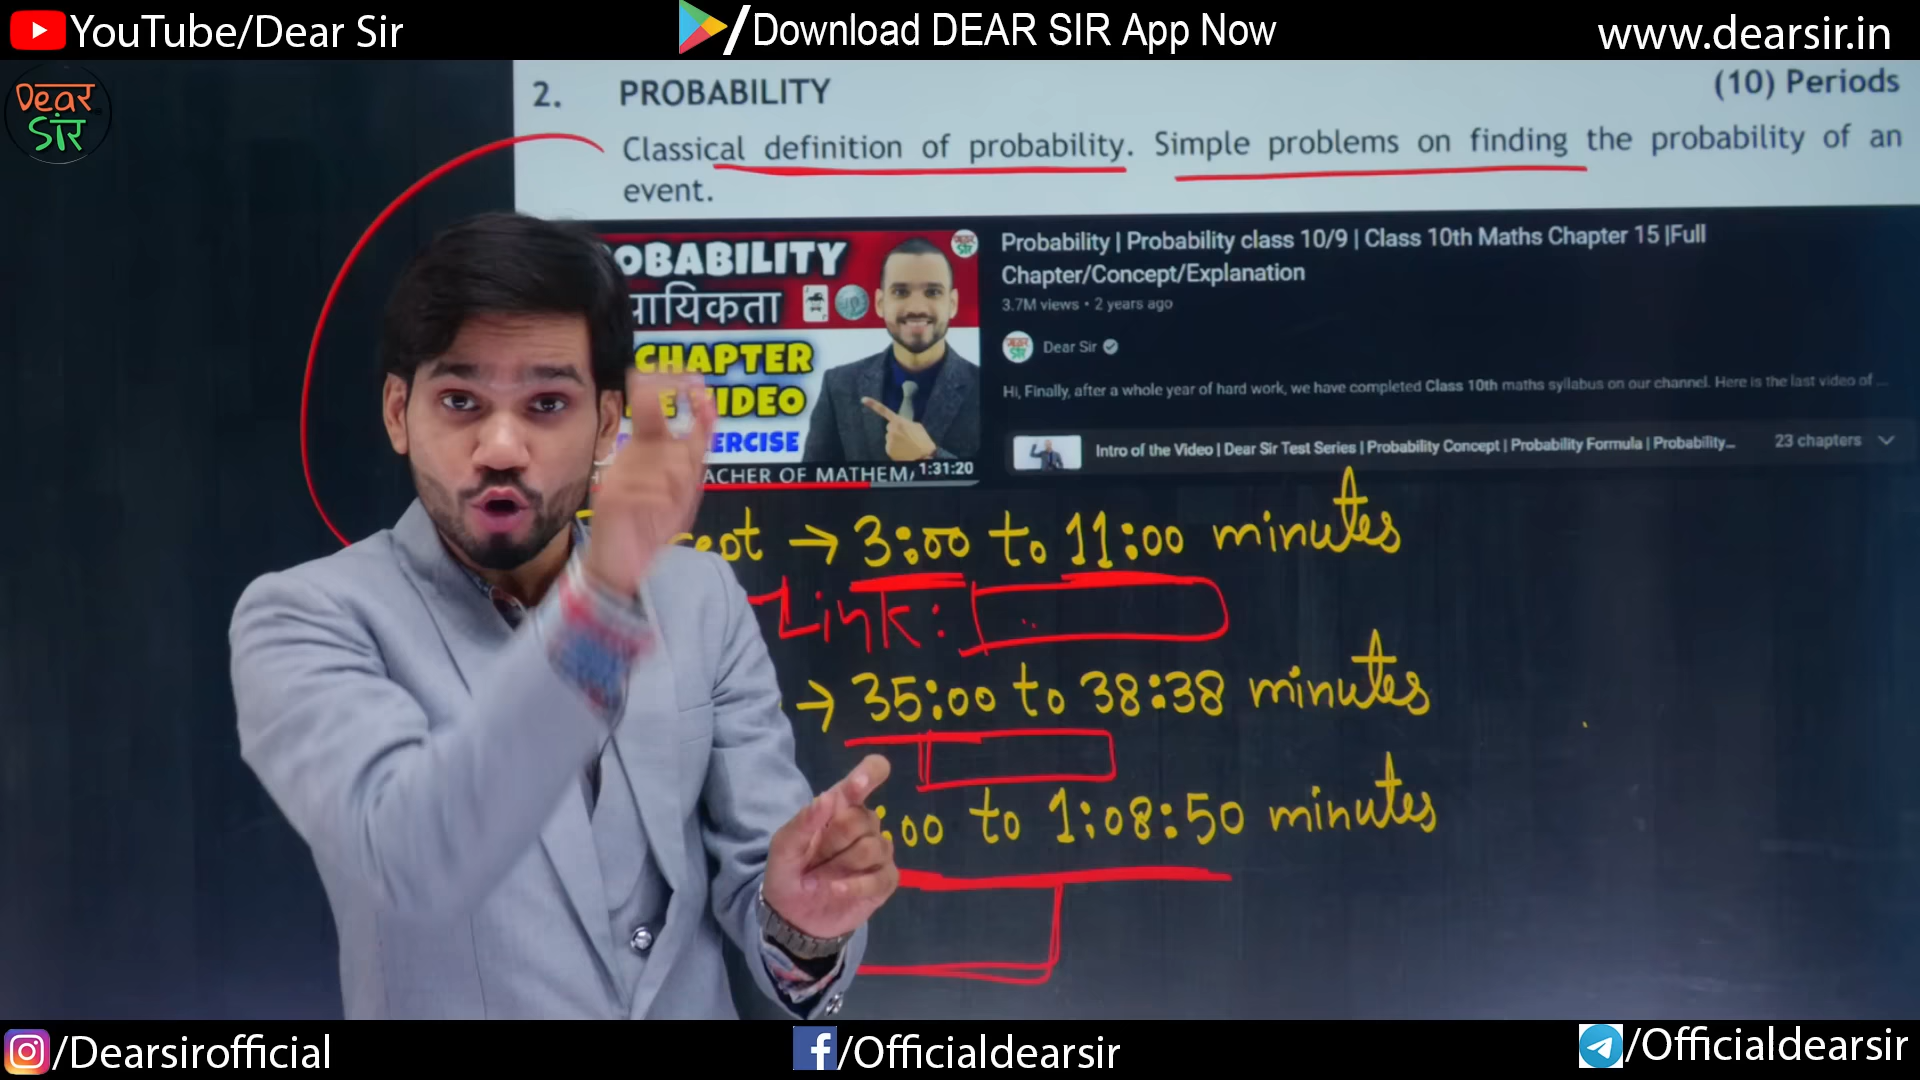 YouTube/Dear Sir
/Download DEAR SIR App Now
www.dearsir.in
Dear
Sir
2. PROBABILITY (10) Periods
Classical definition of probability. Simple problems on finding the probability of an
event.
OBABILITY
ायिकता
CHAPTER
VIDEO
ERCISE
ACHER OF MATHEM
1:31:20
Probability | Probability class 10/9 | Class 10th Maths Chapter 15 |Full
Chapter/Concept/Explanation
3.7M views • 2 years ago
Dear Sir
Hi, Finally, after a whole year of hard work, we have completed Class 10th maths syllabus on our channel. Here is the last video of ...
Intro of the Video | Dear Sir Test Series | Probability Concept | Probability Formula | Probability... 23 chapters
→ 3:00 to 11:00 minutes
Link:
→ 35:00 to 38:38 minutes
:00 to 1:08:50 minutes
/Dearsirofficial
/Officialdearsir
/Officialdearsir